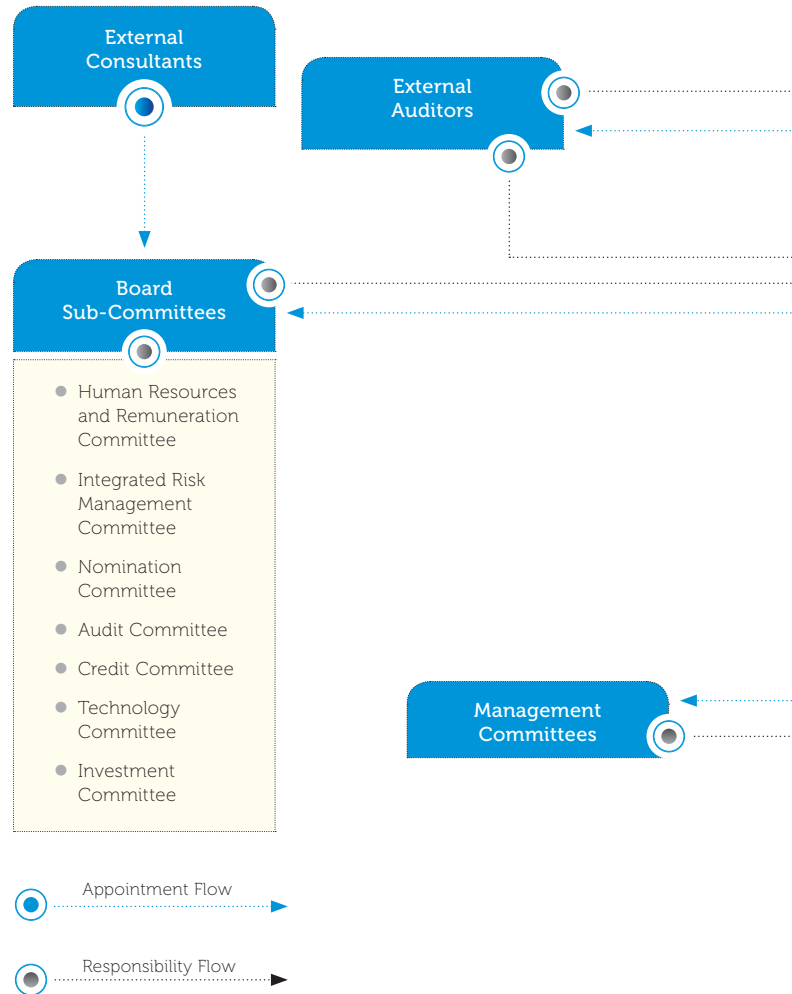 External
Consultants
External
Auditors
Board
Sub-Committees
Human Resources
and Remuneration
Committee
Integrated Risk
Management
Committee
Nomination
Committee
Audit Committee
Credit Committee
Technology
Committee
Investment
Committee
Management
Committees
Appointment Flow
Responsibility Flow